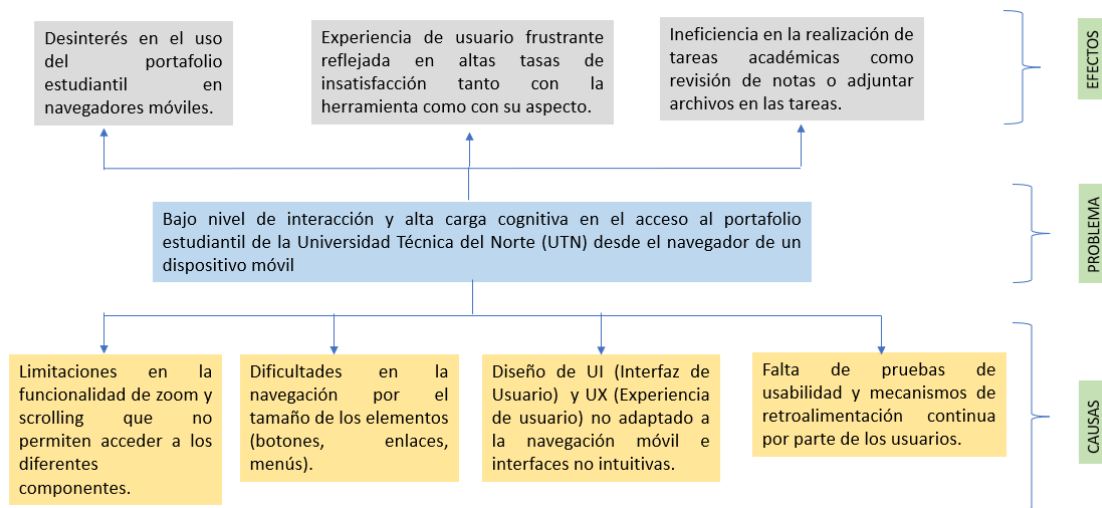 Desinterés en el uso
del portafolio
estudiantil en
navegadores móviles.
Experiencia de usuario frustrante
reflejada en altas tasas de
insatisfacción tanto con la
herramienta como con su aspecto.
Ineficiencia en la realización de
tareas académicas como
revisión de notas o adjuntar
archivos en las tareas.
EFECTOS
Bajo nivel de interacción y alta carga cognitiva en el acceso al portafolio
estudiantil de la Universidad Técnica del Norte (UTN) desde el navegador de un
dispositivo móvil
PROBLEMA
Limitaciones en la
funcionalidad de zoom y
scrolling que no
permiten acceder a los
diferentes
componentes.
Dificultades en la
navegación por el
tamaño de los elementos
(botones, enlaces,
menús).
Diseño de UI (Interfaz de
Usuario) y UX (Experiencia
de usuario) no adaptado a
la navegación móvil e
interfaces no intuitivas.
Falta de pruebas de
usabilidad y mecanismos de
retroalimentación continua
por parte de los usuarios.
CAUSAS